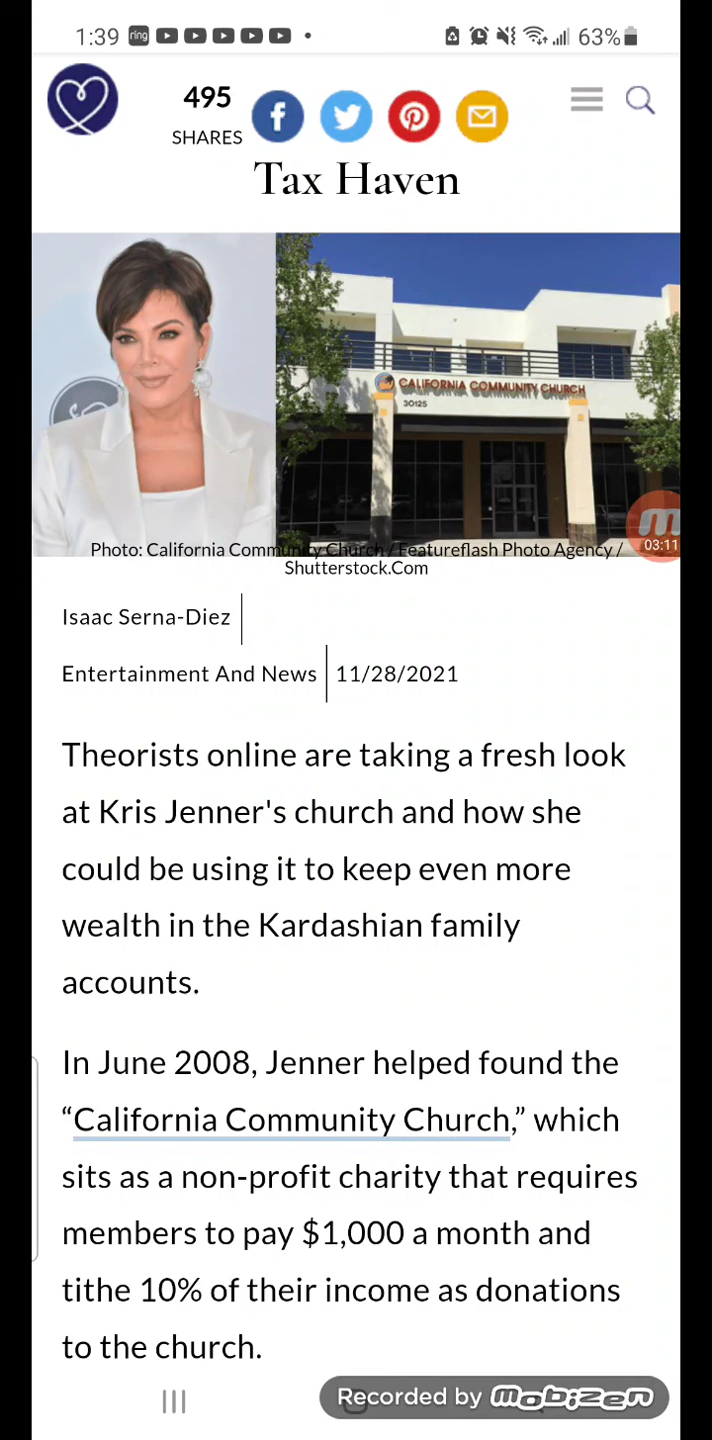 1:39 ring 63%
495
SHARES
Tax Haven
CALIFORNIA COMMUNITY CHURCH
30125
03:11
Photo: California Community Church / Featureflash Photo Agency /
Shutterstock.Com
Isaac Serna-Diez
Entertainment And News 11/28/2021
Theorists online are taking a fresh look
at Kris Jenner's church and how she
could be using it to keep even more
wealth in the Kardashian family
accounts.
In June 2008, Jenner helped found the
“California Community Church,” which
sits as a non-profit charity that requires
members to pay $1,000 a month and
tithe 10% of their income as donations
to the church.
Recorded by mobizen